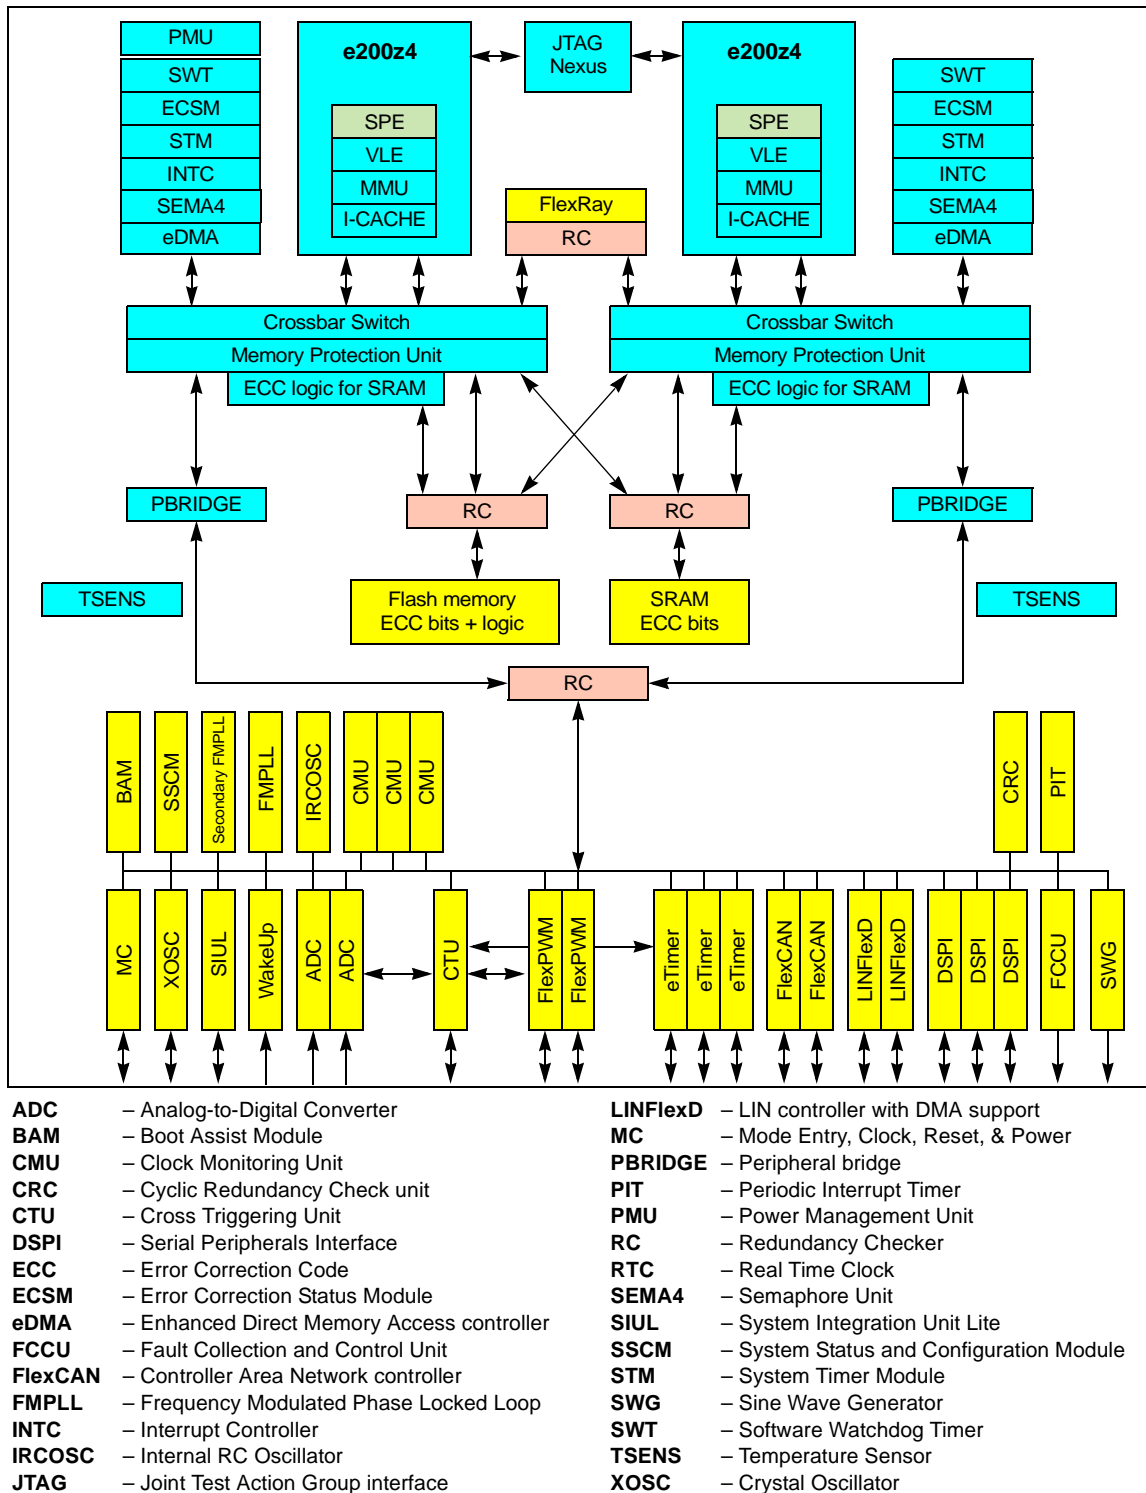 PMU
SWT
ECSM
STM
INTC
SEMA4
eDMA
e200z4
SPE
VLE
MMU
I-CACHE
JTAG
Nexus
FlexRay
RC
e200z4
SPE
VLE
MMU
I-CACHE
SWT
ECSM
STM
INTC
SEMA4
eDMA
Crossbar Switch
Memory Protection Unit
ECC logic for SRAM
Crossbar Switch
Memory Protection Unit
ECC logic for SRAM
PBRIDGE
RC
RC
PBRIDGE
TSENS
Flash memory
ECC bits + logic
SRAM
ECC bits
TSENS
RC
BAM
SSCM
Secondary FMPLL
FMPLL
IRCOSC
CMU
CMU
CMU
CRC
PIT
MC
XOSC
SIUL
WakeUp
ADC
ADC
CTU
FlexPWM
FlexPWM
eTimer
eTimer
eTimer
FlexCAN
FlexCAN
LINFlexD
LINFlexD
DSPI
DSPI
DSPI
FCCU
SWG
ADC – Analog-to-Digital Converter
BAM – Boot Assist Module
CMU – Clock Monitoring Unit
CRC – Cyclic Redundancy Check unit
CTU – Cross Triggering Unit
DSPI – Serial Peripherals Interface
ECC – Error Correction Code
ECSM – Error Correction Status Module
eDMA – Enhanced Direct Memory Access controller
FCCU – Fault Collection and Control Unit
FlexCAN – Controller Area Network controller
FMPLL – Frequency Modulated Phase Locked Loop
INTC – Interrupt Controller
IRCOSC – Internal RC Oscillator
JTAG – Joint Test Action Group interface
LINFlexD – LIN controller with DMA support
MC – Mode Entry, Clock, Reset, & Power
PBRIDGE – Peripheral bridge
PIT – Periodic Interrupt Timer
PMU – Power Management Unit
RC – Redundancy Checker
RTC – Real Time Clock
SEMA4 – Semaphore Unit
SIUL – System Integration Unit Lite
SSCM – System Status and Configuration Module
STM – System Timer Module
SWG – Sine Wave Generator
SWT – Software Watchdog Timer
TSENS – Temperature Sensor
XOSC – Crystal Oscillator